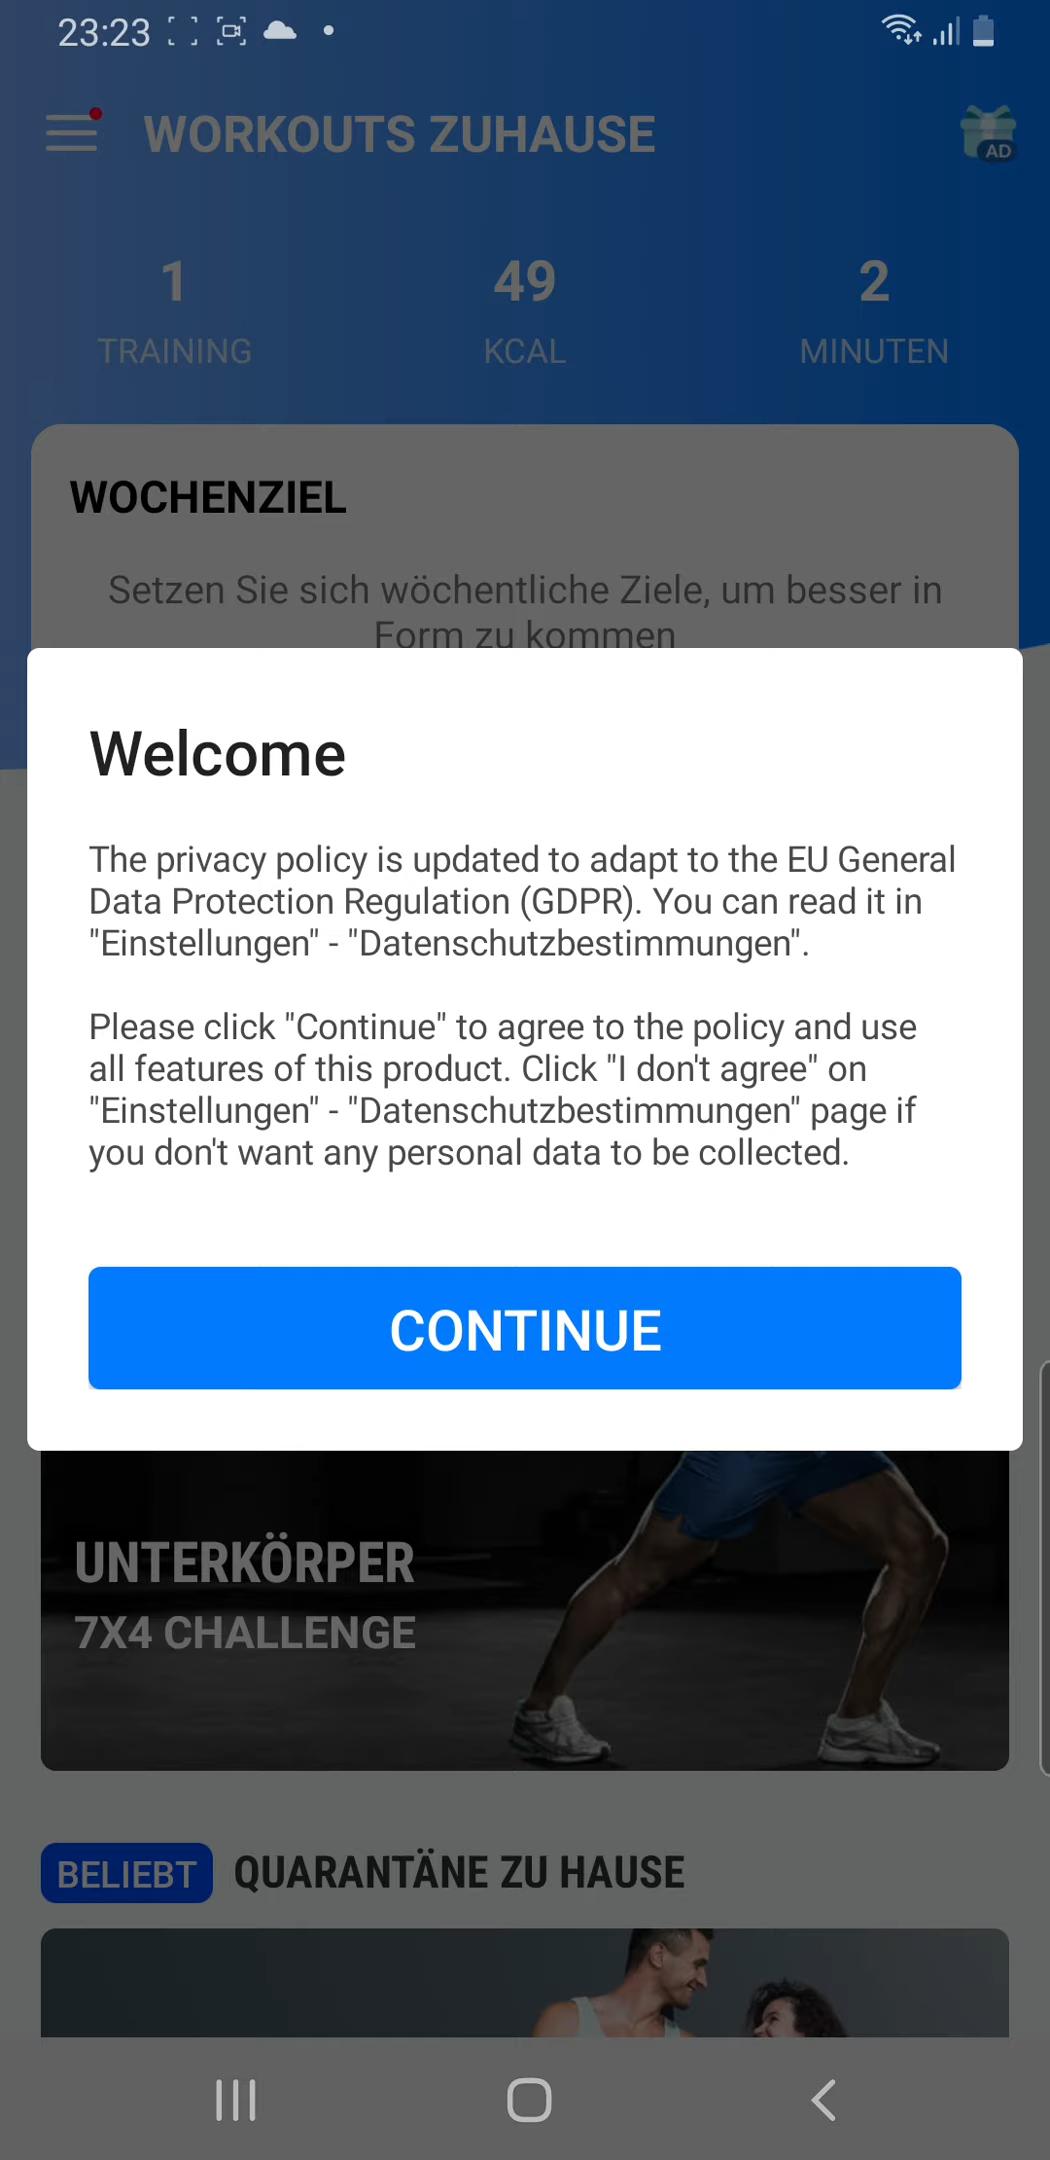 23:23
WORKOUTS ZUHAUSE
AD
1
49
2
TRAINING
KCAL
MINUTEN
WOCHENZIEL
Setzen Sie sich wöchentliche Ziele, um besser in
Form zu kommen
Welcome
The privacy policy is updated to adapt to the EU General
Data Protection Regulation (GDPR). You can read it in
"Einstellungen" - "Datenschutzbestimmungen".
Please click "Continue" to agree to the policy and use
all features of this product. Click "I don't agree" on
"Einstellungen" - "Datenschutzbestimmungen" page if
you don't want any personal data to be collected.
CONTINUE
UNTERKÖRPER
7X4 CHALLENGE
BELIEBT QUARANTÄNE ZU HAUSE